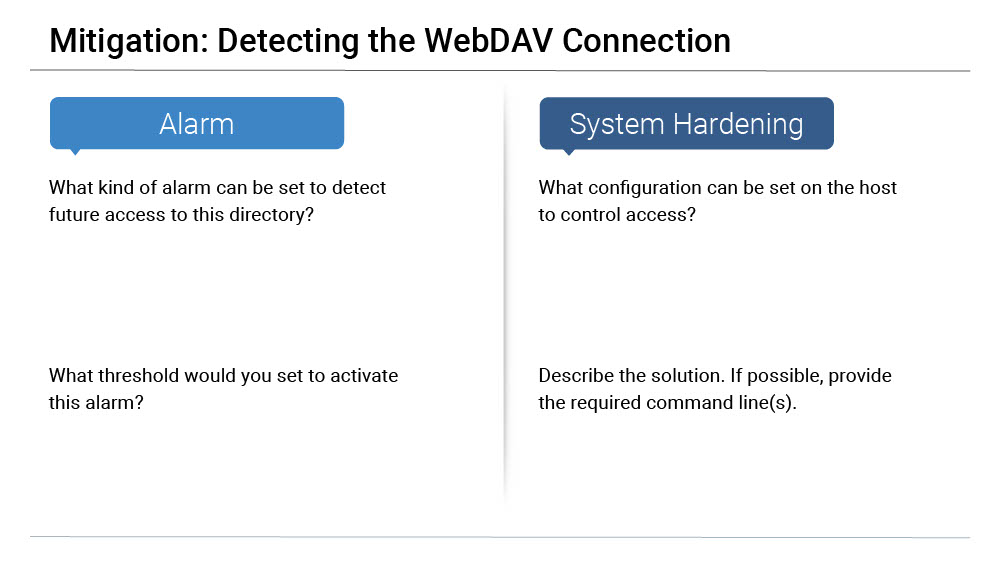 Mitigation: Detecting the WebDAV Connection
Alarm
What kind of alarm can be set to detect
future access to this directory?
What threshold would you set to activate
this alarm?
System Hardening
What configuration can be set on the host
to control access?
Describe the solution. If possible, provide
the required command line(s).